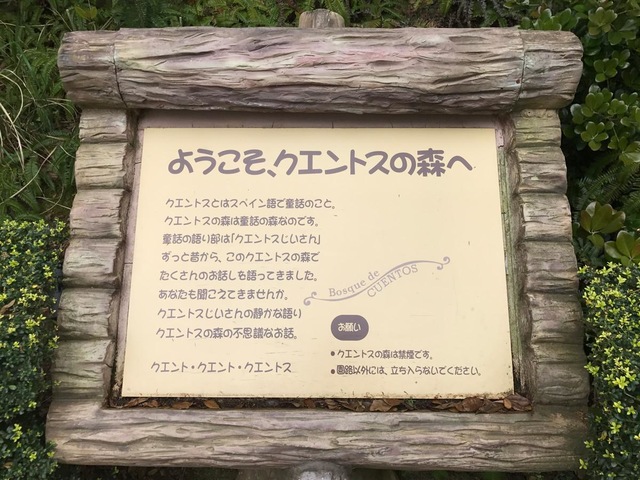 ようこそ、クエントスの森へ
クエントスとはスペイン語で童話のこと。
クエントスの森は童話の森なのです。
童話の語り部は「クエントスじいさん」
ずっと昔から、このクエントスの森で
たくさんのお話しも語ってきました。
あなたも聞こえてきませんか。
クエントスじいさんの静かな語り
クエントスの森の不思議なお話。
クエント・クエント・クエントス
Bosque de
CUENTOS
お願い
●クエントスの森は禁煙です。
●園路以外には、立ち入らないでください。